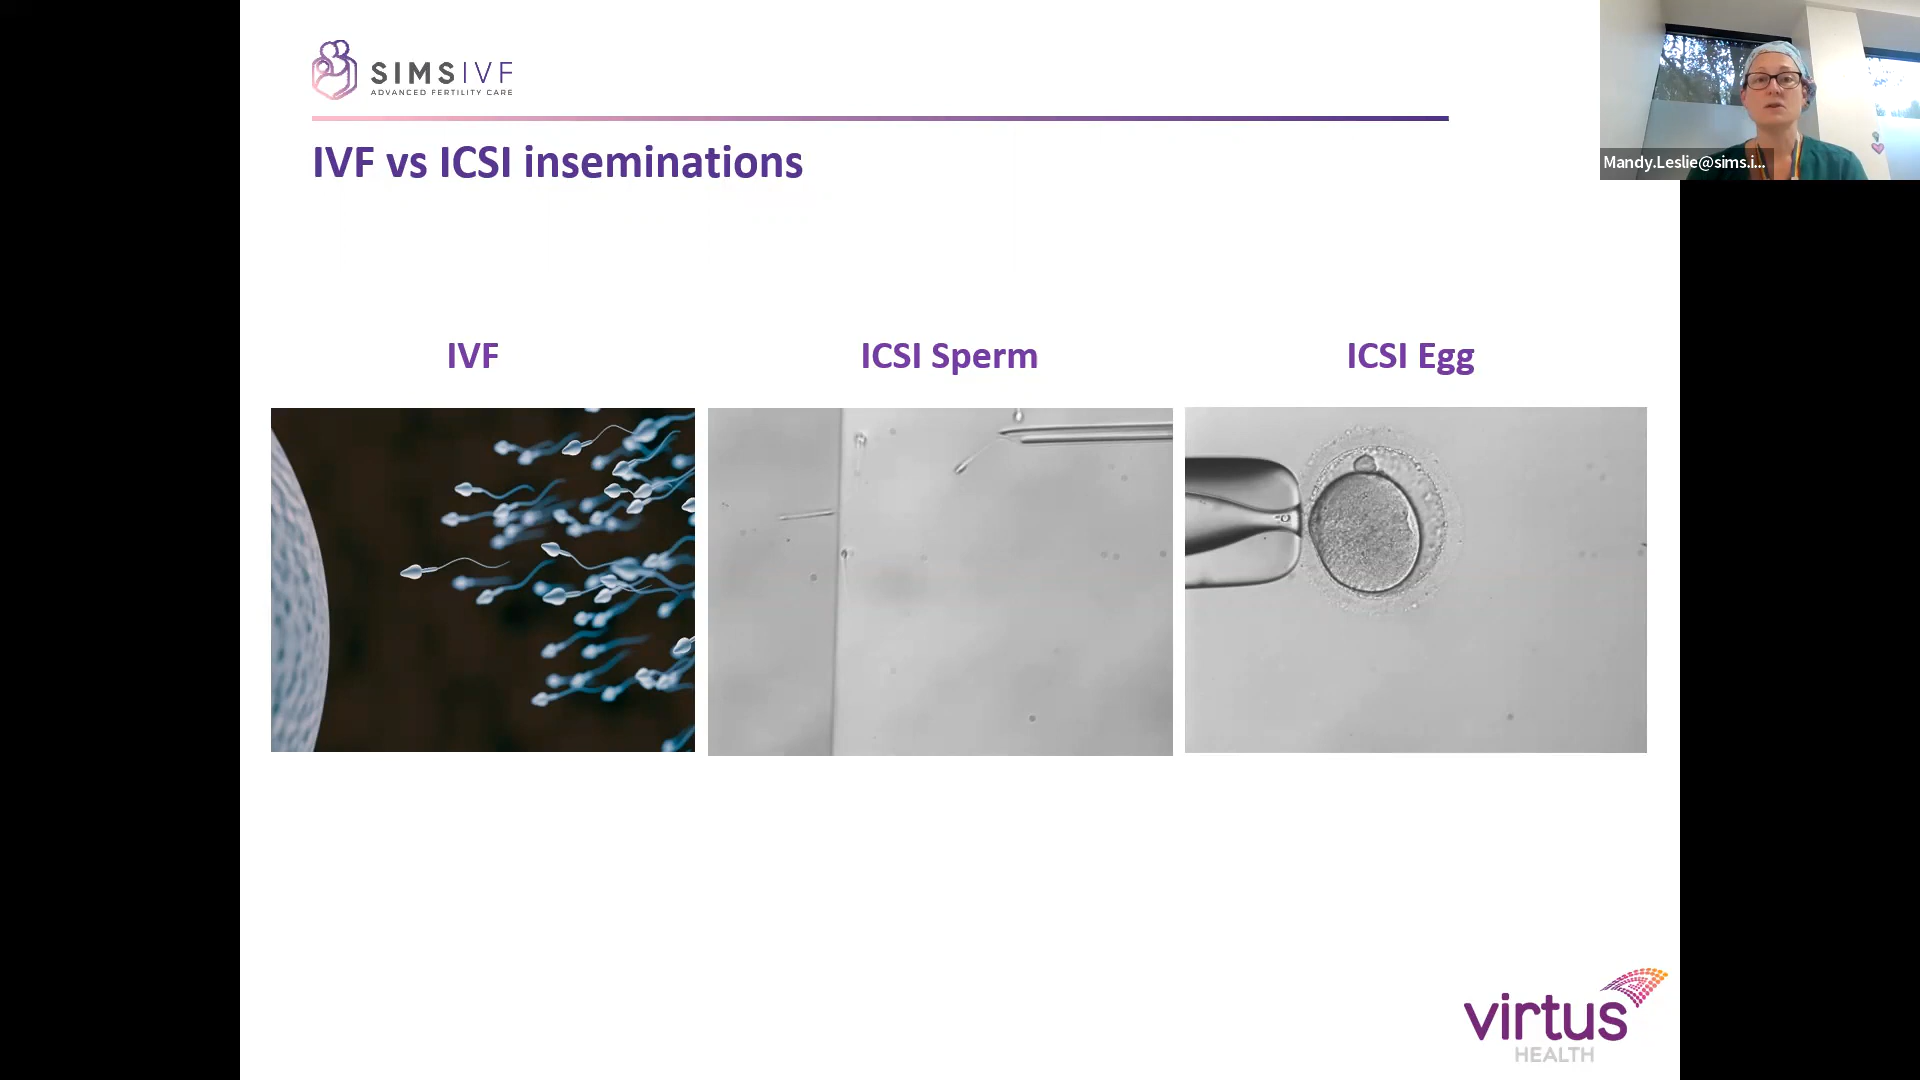 SIMSIVF
ADVANCED FERTILITY CARE
Mandy.Leslie@sims.i...
IVF vs ICSI inseminations
IVF
ICSI Sperm
ICSI Egg
virtus
HEALTH